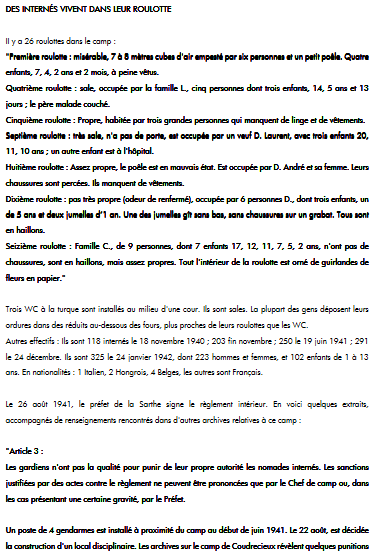 DES INTERNÉS VIVENT DANS LEUR ROULOTTE
Il y a 26 roulottes dans le camp :
"Première roulotte : misérable, 7 à 8 mètres cubes d'air empesté par six personnes et un petit poêle. Quatre
enfants, 7, 4, 2 ans et 2 mois, à peine vêtus.
Quatrième roulotte : sale, occupée par la famille L., cinq personnes dont trois enfants, 14, 5 ans et 13
jours ; le père malade couché.
Cinquième roulotte : Propre, habitée par trois grandes personnes qui manquent de linge et de vêtements.
Septième roulotte : très sale, n'a pas de porte, est occupée par un veuf D. Laurent, avec trois enfants 20,
11, 10 ans ; un autre enfant est à l'hôpital.
Huitième roulotte : Assez propre, le poêle est en mauvais état. Est occupée par D. André et sa femme. Leurs
chaussures sont percées. Ils manquent de vêtements.
Dixième roulotte : pas très propre (odeur de renfermé), occupée par 6 personnes D., dont trois enfants, un
de 5 ans et deux jumelles d'1 an. Une des jumelles gît sans bas, sans chaussures sur un grabat. Tous sont
en haillons.
Seizième roulotte : Famille C., de 9 personnes, dont 7 enfants 17, 12, 11, 7, 5, 2 ans, n'ont pas de
chaussures, sont en haillons, mais assez propres. Tout l'intérieur de la roulotte est orné de guirlandes de
fleurs en papier."
Trois WC à la turque sont installés au milieu d'une cour. Ils sont sales. La plupart des gens déposent leurs
ordures dans des réduits au-dessous des fours, plus proches de leurs roulottes que les WC.
Autres effectifs : Ils sont 118 internés le 18 novembre 1940 ; 203 fin novembre ; 250 le 19 juin 1941 ; 291
le 24 décembre. Ils sont 325 le 24 janvier 1942, dont 223 hommes et femmes, et 102 enfants de 1 à 13
ans. En nationalités : 1 Italien, 2 Hongrois, 4 Belges, les autres sont Français.
Le 26 août 1941, le préfet de la Sarthe signe le règlement intérieur. En voici quelques extraits,
accompagnés de renseignements rencontrés dans d'autres archives relatives à ce camp :
"Article 3 :
Les gardiens n'ont pas la qualité pour punir de leur propre autorité les nomades internés. Les sanctions
justifiées par des actes contre le règlement ne peuvent être prononcées que par le Chef de camp ou, dans
les cas présentant une certaine gravité, par le Préfet.
Un poste de 4 gendarmes est installé à proximité du camp au début de juin 1941. Le 22 août, est décidée
la construction d'un local disciplinaire. Les archives sur le camp de Coudrecieux révèlent quelques punitions